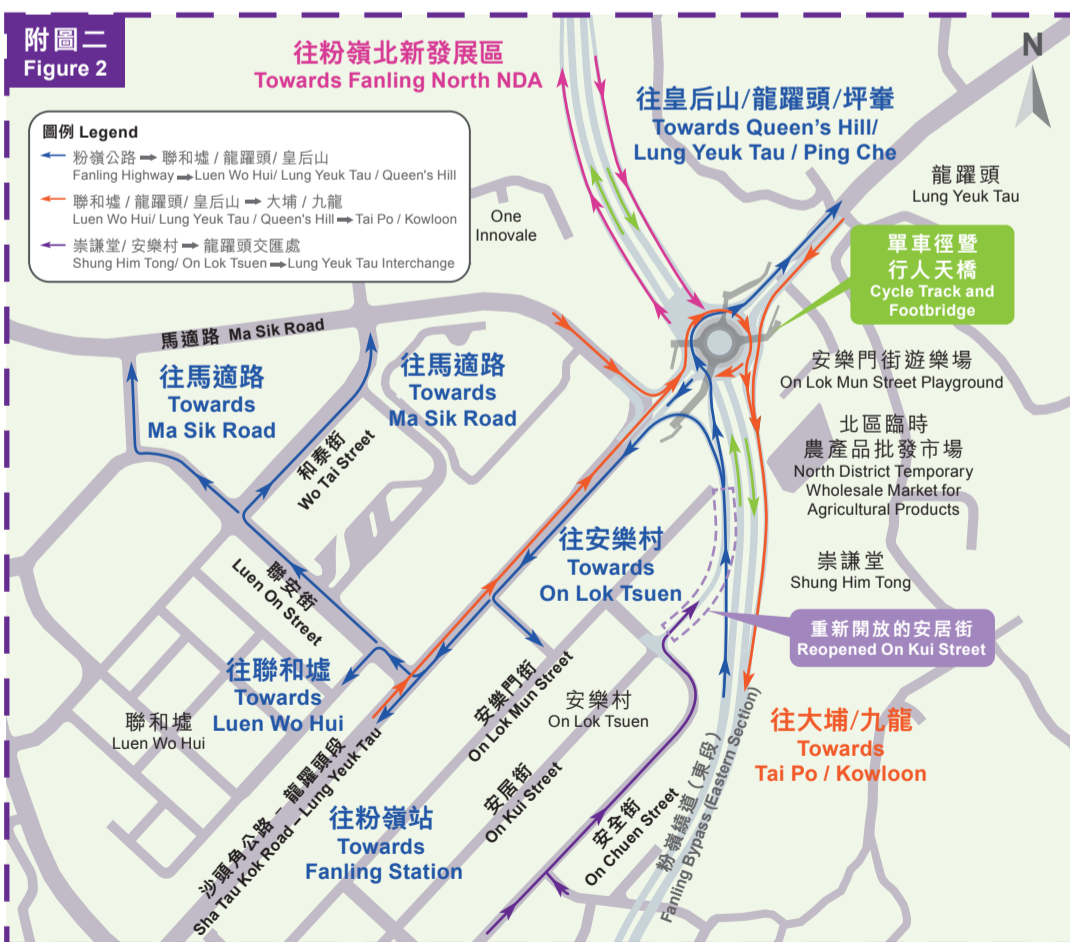 附圖二
Figure 2
往粉嶺北新發展區
Towards Fanling North NDA
N
往皇后山/龍躍頭/坪輋
Towards Queen's Hill/
Lung Yeuk Tau / Ping Che
圖例 Legend
粉嶺公路 ➡ 聯和墟 / 龍躍頭/ 皇后山
Fanling Highway ➡ Luen Wo Hui/ Lung Yeuk Tau / Queen's Hill
聯和墟 / 龍躍頭/ 皇后山 ➡ 大埔 / 九龍
Luen Wo Hui/ Lung Yeuk Tau / Queen's Hill ➡ Tai Po / Kowloon
崇謙堂/ 安樂村 ➡ 龍躍頭交匯處
Shung Him Tong/ On Lok Tsuen ➡ Lung Yeuk Tau Interchange
龍躍頭
Lung Yeuk Tau
One
Innovale
單車徑暨
行人天橋
Cycle Track and
Footbridge
馬適路 Ma Sik Road
往馬適路
Towards
Ma Sik Road
往馬適路
Towards
Ma Sik Road
安樂門街遊樂場
On Lok Mun Street Playground
和泰街
Wo Tai Street
北區臨時
農產品批發市場
North District Temporary
Wholesale Market for
Agricultural Products
往安樂村
Towards
On Lok Tsuen
聯安街
Luen On Street
崇謙堂
Shung Him Tong
重新開放的安居街
Reopened On Kui Street
往聯和墟
Towards
Luen Wo Hui
聯和墟
Luen Wo Hui
安樂門街
On Lok Mun Street
安樂村
On Lok Tsuen
往大埔/九龍
Towards
Tai Po / Kowloon
沙頭角公路 – 龍躍頭段
Sha Tau Kok Road – Lung Yeuk Tau
往粉嶺站
Towards
Fanling Station
安居街
On Kui Street
安全街
On Chuen Street
粉嶺繞道 (東段)
Fanling Bypass (Eastern Section)